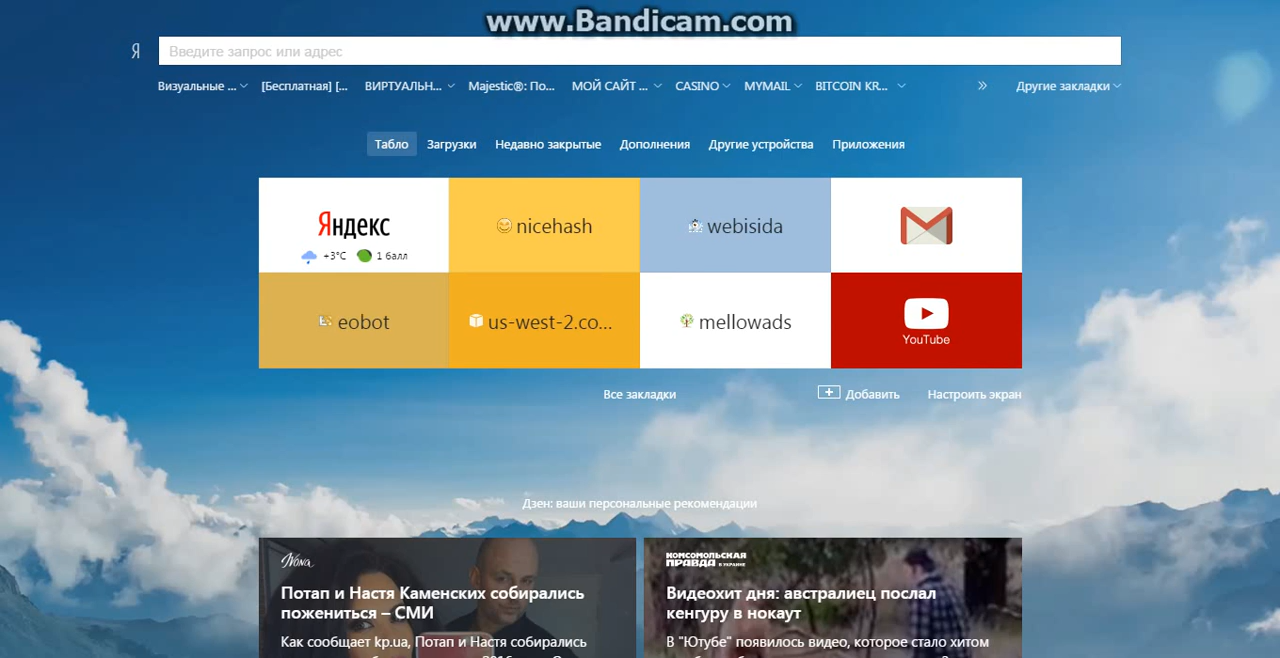 www.Bandicam.com
Я
Введите запрос или адрес
Визуальные ... [Бесплатная] [... ВИРТУАЛЬН... Majestic®: По... МОЙ САЙТ ... CASINO MYMAIL BITCOIN KR... » Другие закладки
Табло Загрузки Недавно закрытые Дополнения Другие устройства Приложения
Яндекс nicehash webisida
+3°C 1 балл
eobot us-west-2.co... mellowads YouTube
Все закладки Добавить Настроить экран
Дзен: ваши персональные рекомендации
Nona
Потап и Настя Каменских собирались
пожениться – СМИ
Как сообщает kp.ua, Потап и Настя собирались
КОМСОМОЛЬСКАЯ
ПРАВДА В УКРАИНЕ
Видеохит дня: австралиец послал
кенгуру в нокаут
В "Ютубе" появилось видео, которое стало хитом